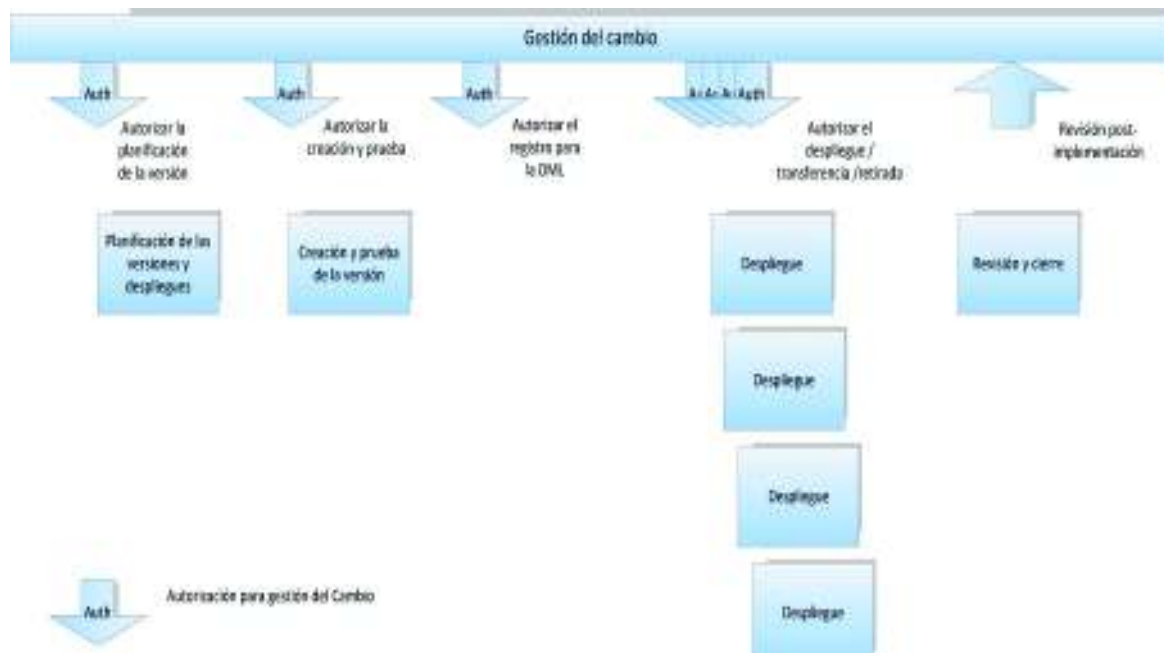 Gestión del cambio
Auth
Auth
Auth
Auth
Autorizar la
planificación
de la versión
Autorizar la
creación y prueba
Autorizar el
registro para
la DML
Autorizar el
despliegue /
transferencia /retirada
Revisión post-
implementación
Planificación de las
versiones y
despliegues
Creación y prueba
de la versión
Despliegue
Revisión y cierre
Despliegue
Despliegue
Despliegue
Auth
Autorización para gestión del Cambio